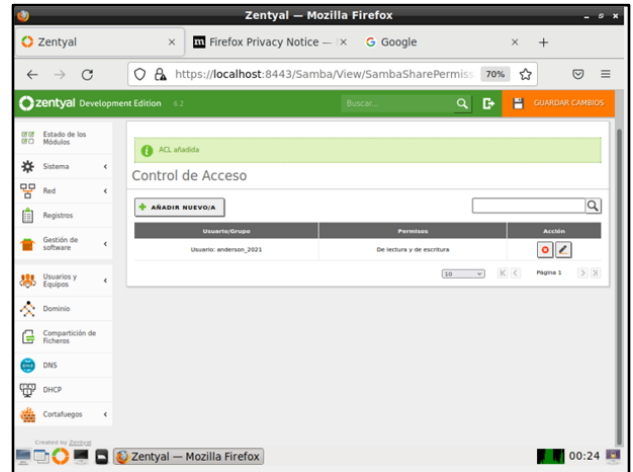 Zentyal — Mozilla Firefox
Zentyal
Firefox Privacy Notice —
Google
https://localhost:8443/Samba/View/SambaSharePermiss
70%
zentyal Development Edition 6.2
Buscar...
GUARDAR CAMBIOS
Estado de los
Módulos
Sistema
Red
Registros
Gestión de
software
Usuarios y
Equipos
Dominio
Compartición de
Ficheros
DNS
DHCP
Cortafuegos
Created by Zentyal
ACL añadida
Control de Acceso
AÑADIR NUEVO/A
Usuario/Grupo Permisos Acción
Usuario: anderson_2021 De lectura y de escritura
10 Página 1
Zentyal — Mozilla Firefox
00:24